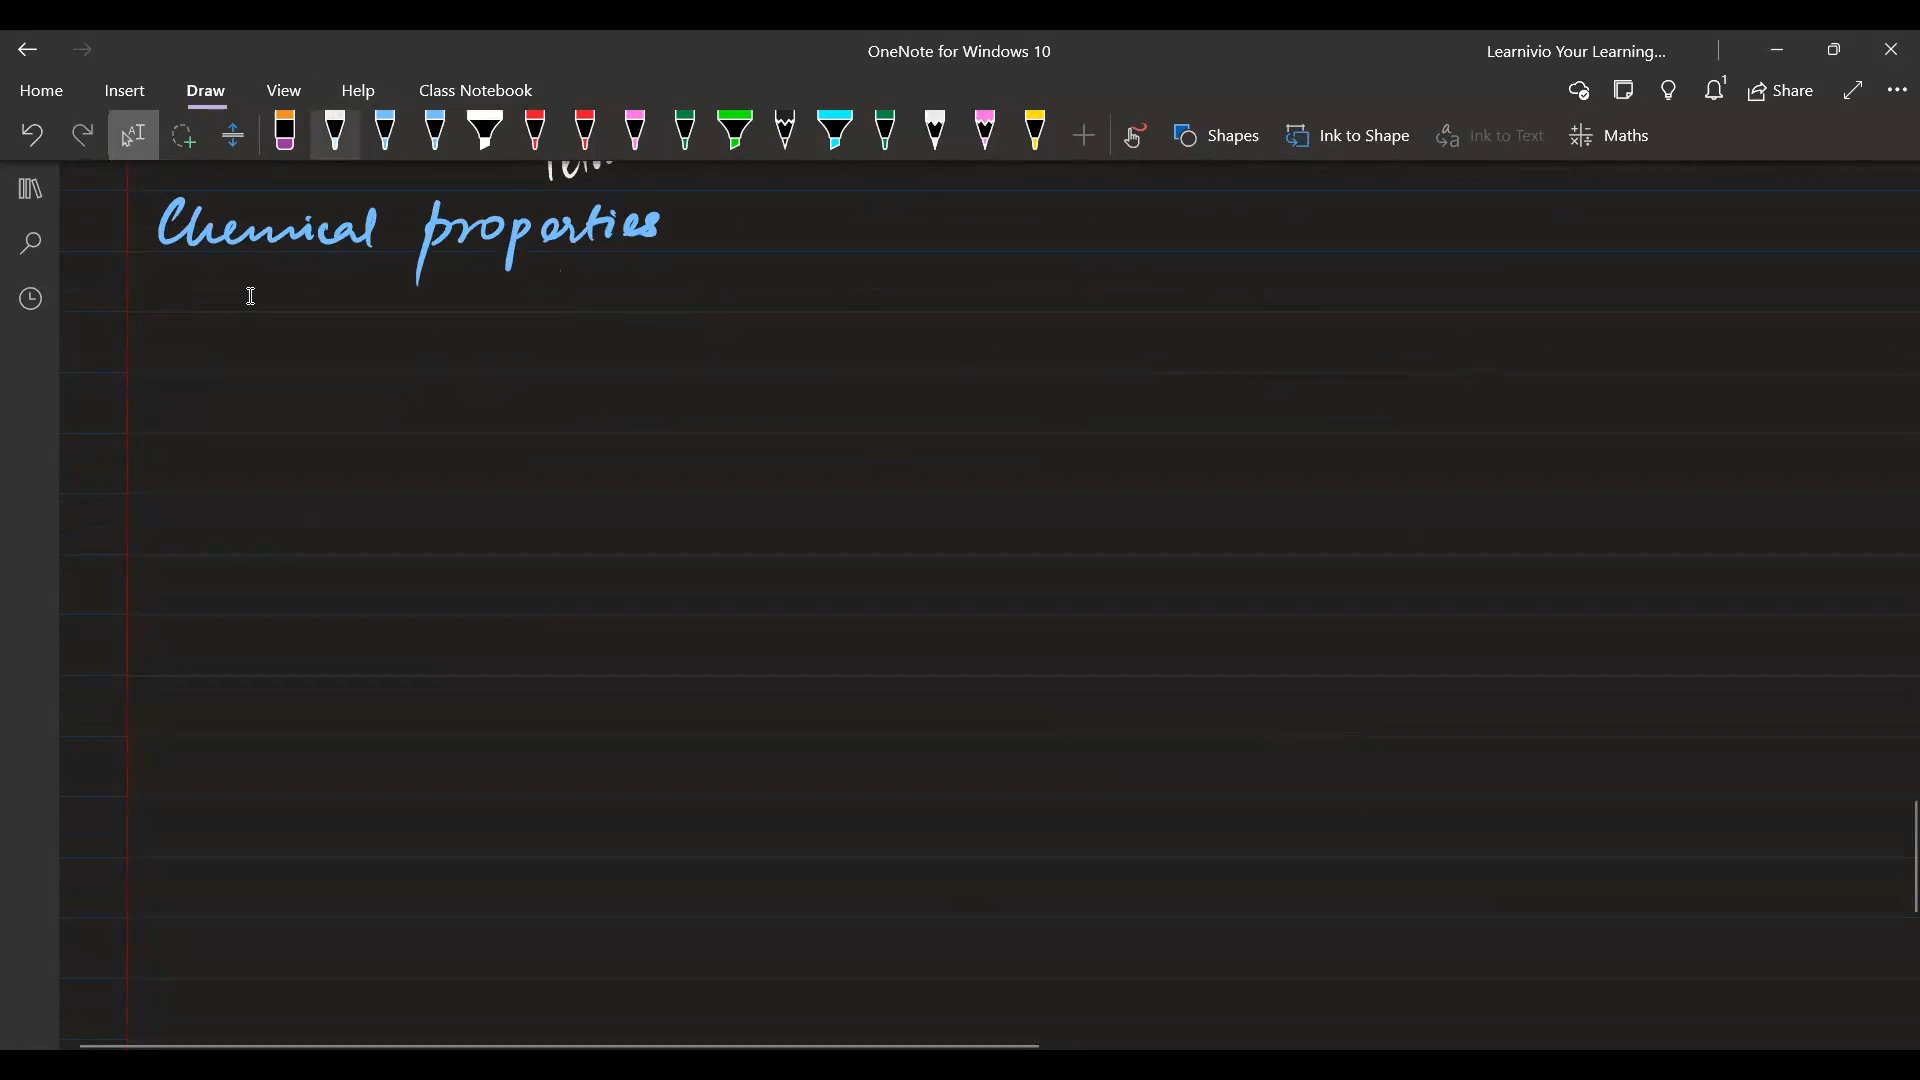 OneNote for Windows 10
Learnivio Your Learning...
Home Insert Draw View Help Class Notebook
1
Share
Shapes Ink to Shape Ink to Text Maths
Chemical properties